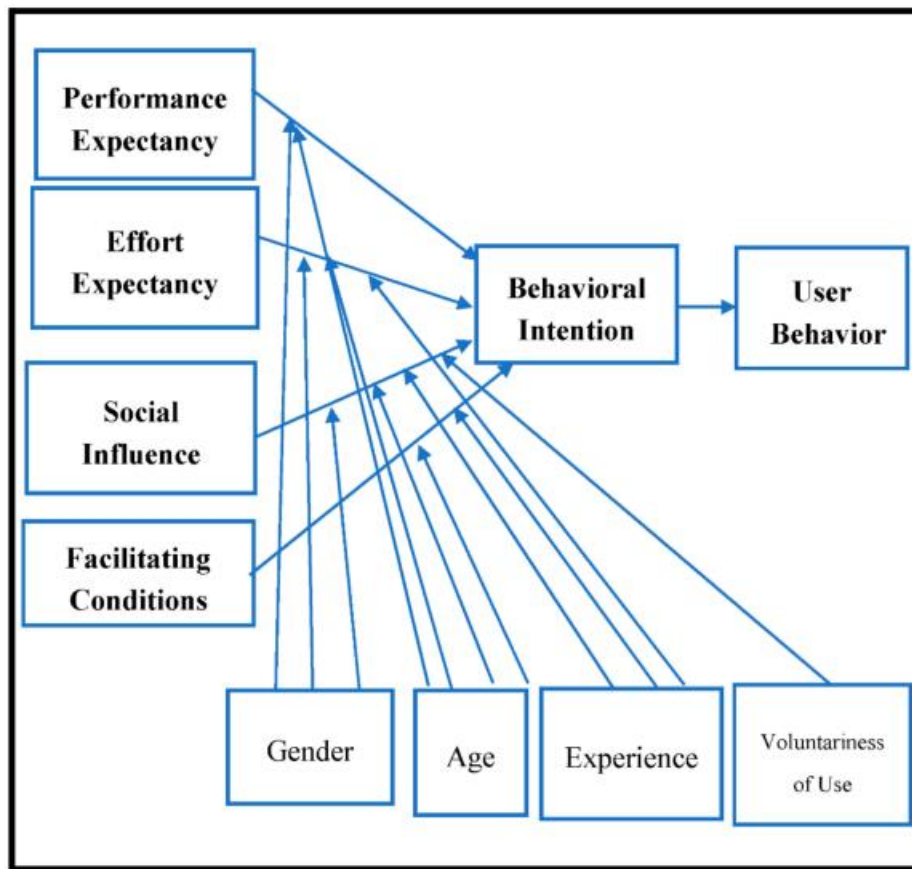 Performance
Expectancy
Effort
Expectancy
Social
Influence
Facilitating
Conditions
Behavioral
Intention
User
Behavior
Gender
Age
Experience
Voluntariness
of Use